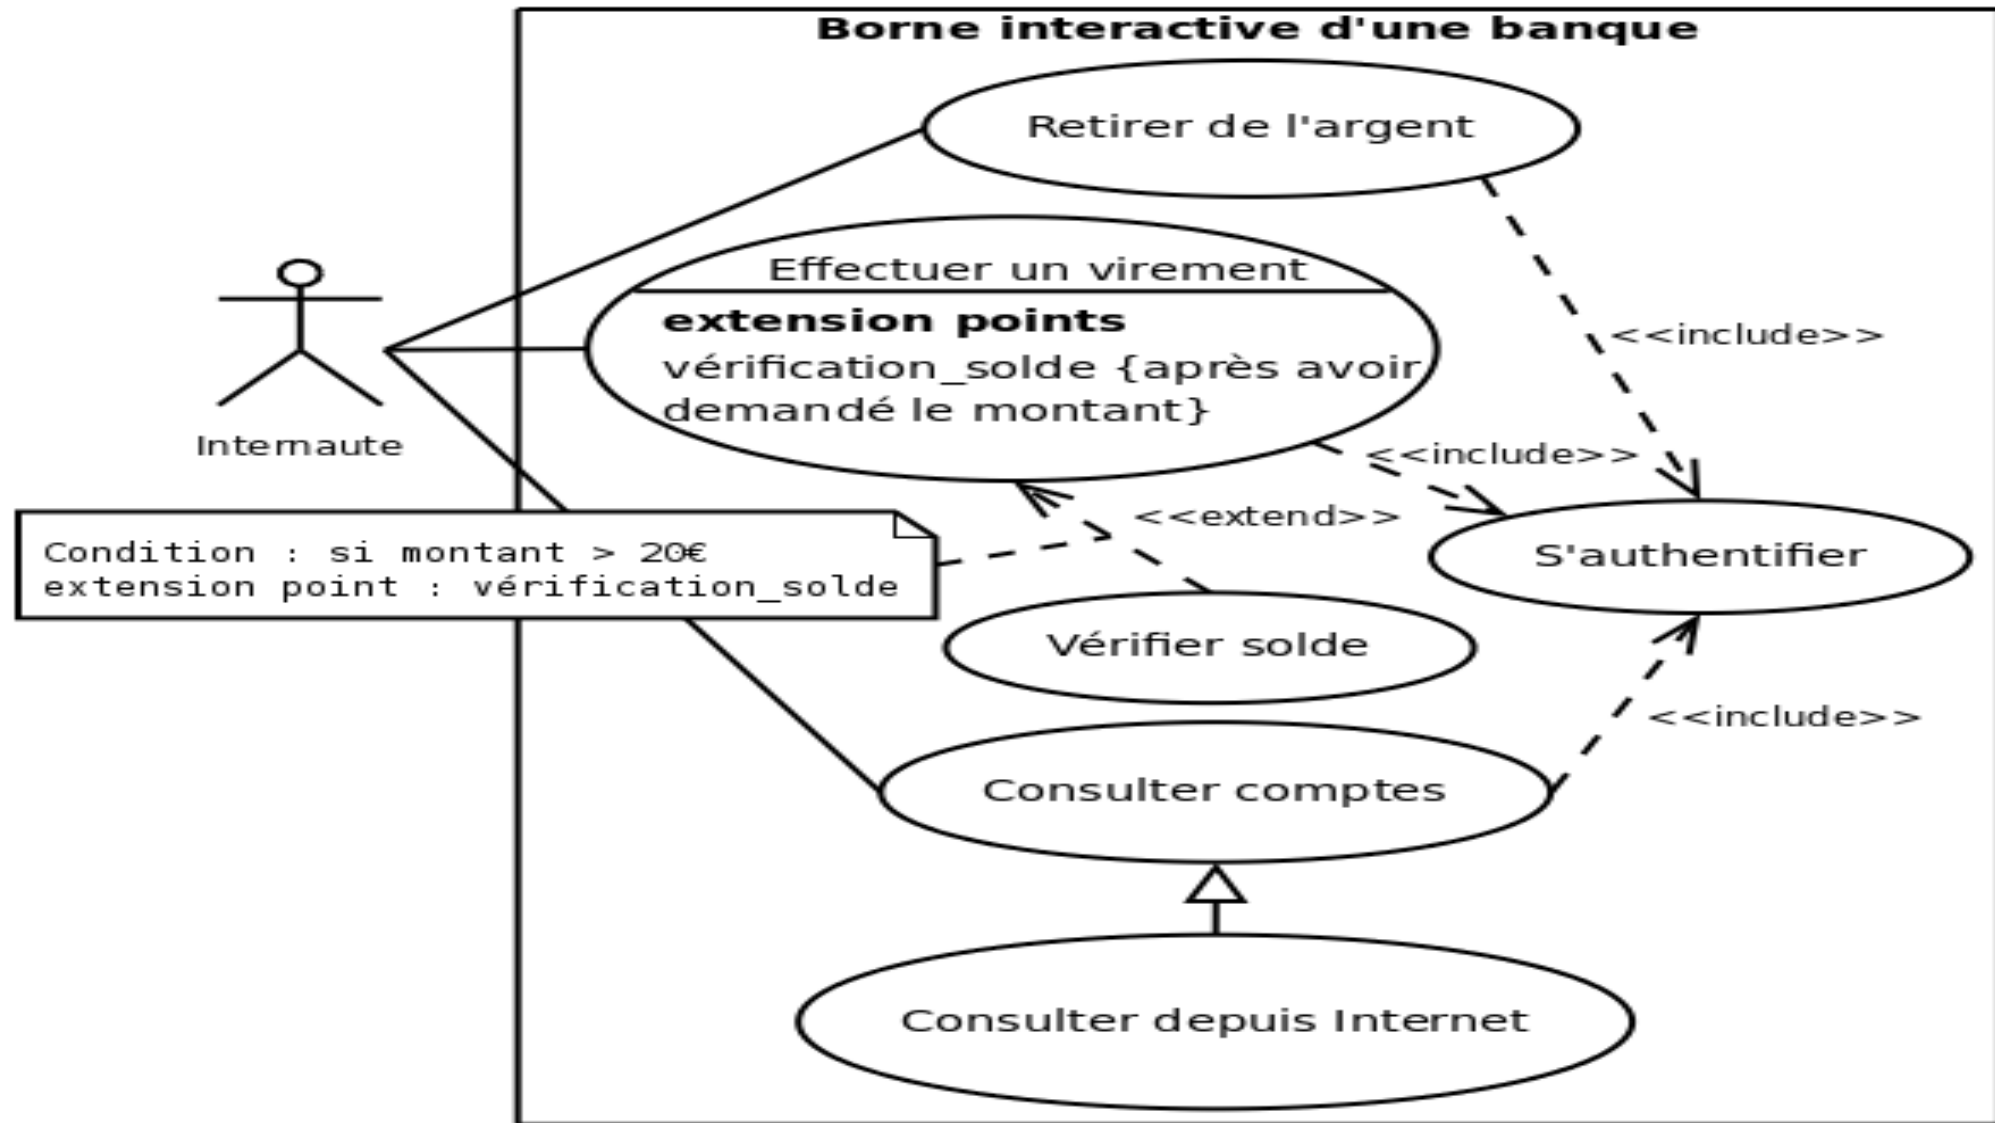 Borne interactive d'une banque
Retirer de l'argent
Effectuer un virement
extension points
vérification_solde {après avoir
demandé le montant}
<<include>>
Internaute
<<include>>
<<extend>>
Condition : si montant > 20€
extension point : vérification_solde
S'authentifier
Vérifier solde
<<include>>
Consulter comptes
Consulter depuis Internet